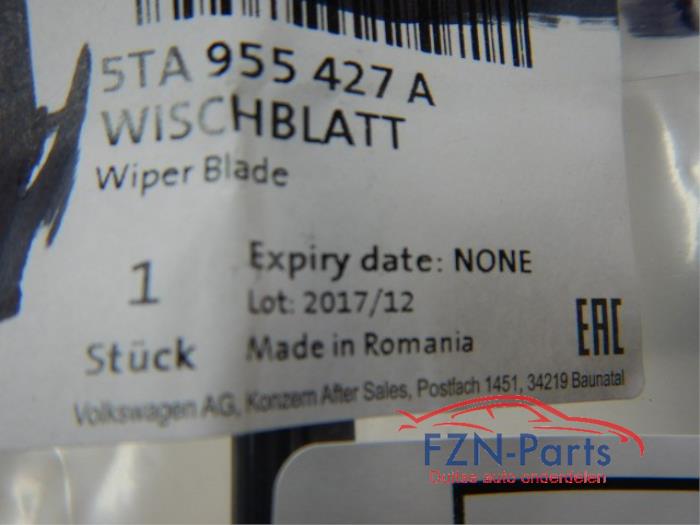 5TA 955 427 A
WISCHBLATT
Wiper Blade
1
Stück
Expiry date: NONE
Lot: 2017/12
Made in Romania
EAC
Volkswagen AG, Konzern After Sales, Postfach 1451, 34219 Baunatal
FZN-Parts
Duitse auto onderdelen